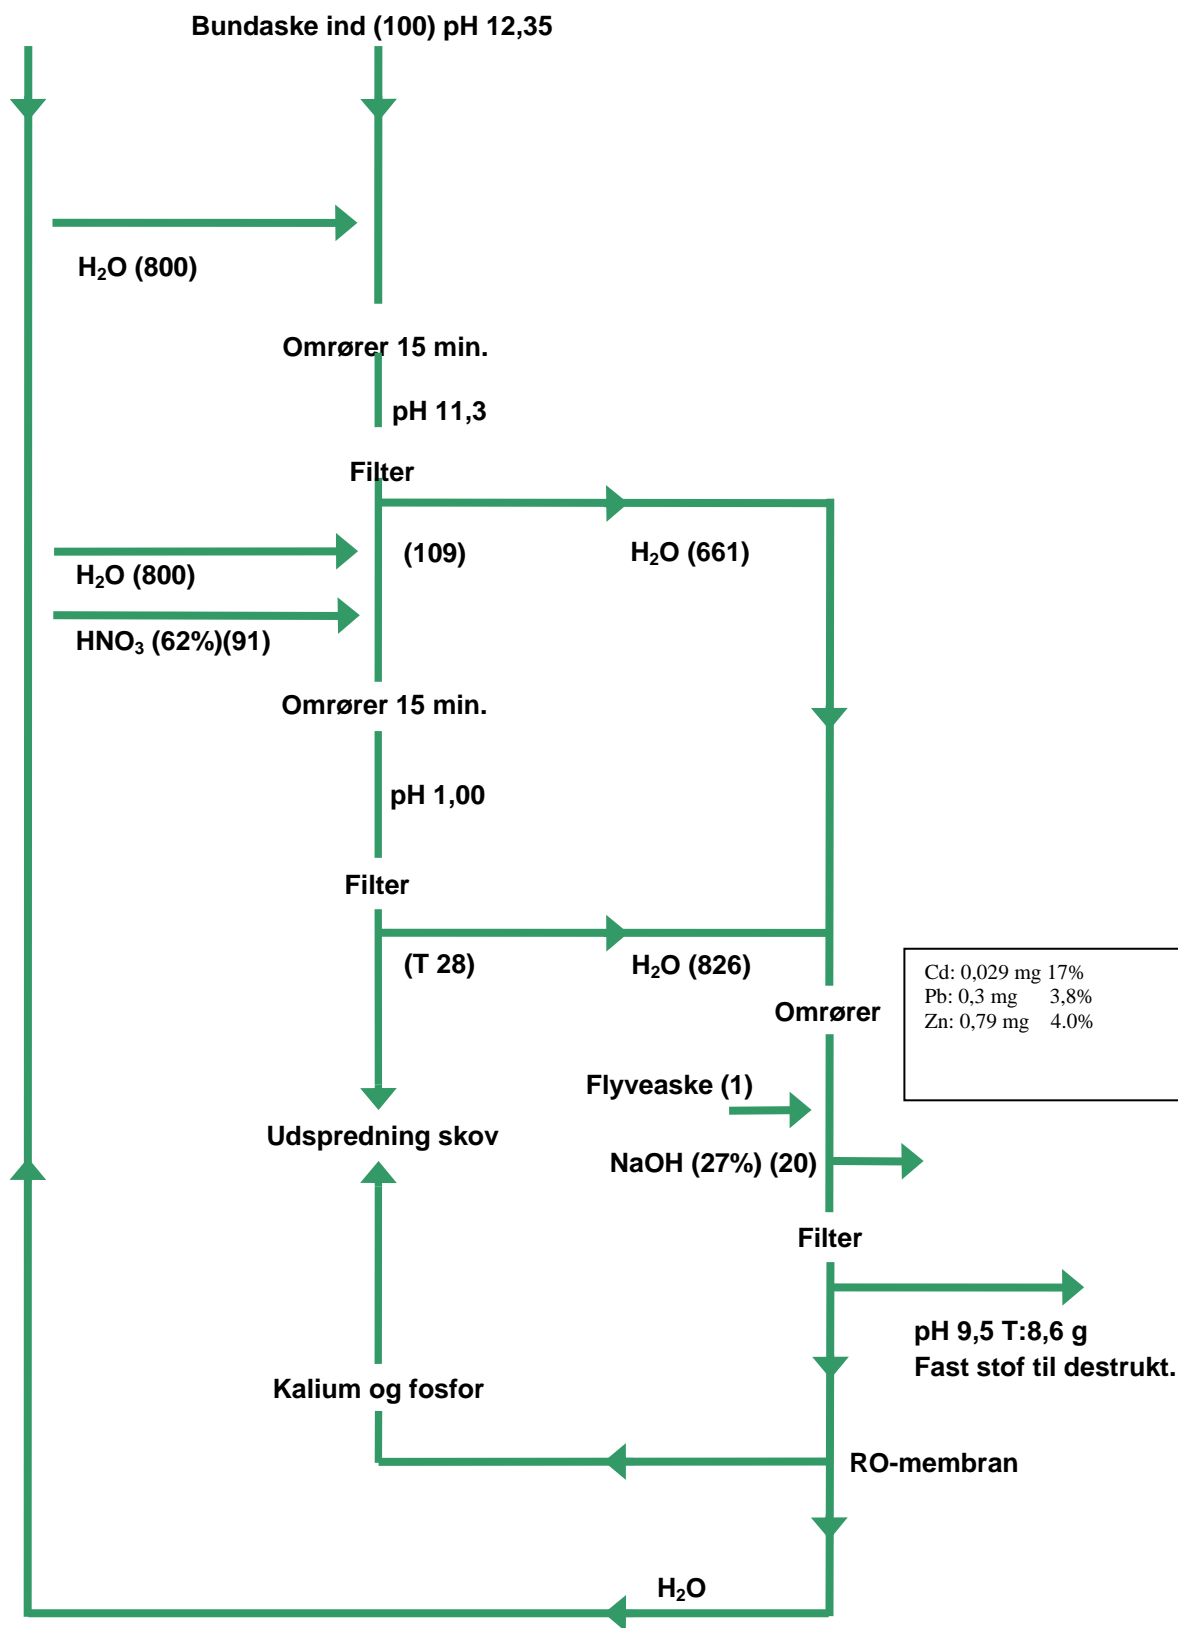 Bundaske ind (100) pH 12,35
H₂O (800)
Omrører 15 min.
pH 11,3
Filter
(109)
H₂O (661)
H₂O (800)
HNO₃ (62%)(91)
Omrører 15 min.
pH 1,00
Filter
(T 28)
H₂O (826)
Cd: 0,029 mg 17%
Pb: 0,3 mg 3,8%
Zn: 0,79 mg 4.0%
Omrører
Flyveaske (1)
Udspredning skov
NaOH (27%) (20)
Filter
pH 9,5 T:8,6 g
Fast stof til destrukt.
Kalium og fosfor
RO-membran
H₂O